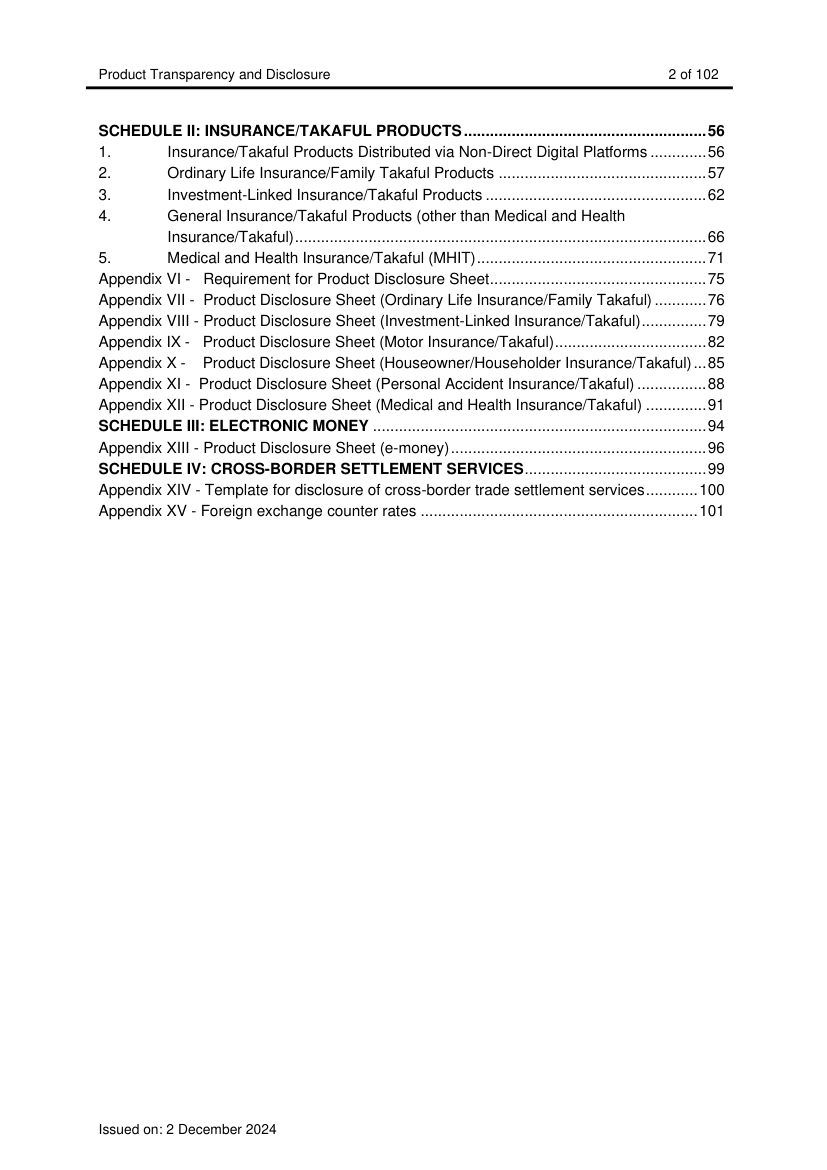 Product Transparency and Disclosure 2 of 102
SCHEDULE II: INSURANCE/TAKAFUL PRODUCTS........................................................56
1. Insurance/Takaful Products Distributed via Non-Direct Digital Platforms .............56
2. Ordinary Life Insurance/Family Takaful Products ................................................57
3. Investment-Linked Insurance/Takaful Products ...................................................62
4. General Insurance/Takaful Products (other than Medical and Health
Insurance/Takaful)...............................................................................................66
5. Medical and Health Insurance/Takaful (MHIT).....................................................71
Appendix VI - Requirement for Product Disclosure Sheet..................................................75
Appendix VII - Product Disclosure Sheet (Ordinary Life Insurance/Family Takaful) ............76
Appendix VIII - Product Disclosure Sheet (Investment-Linked Insurance/Takaful)...............79
Appendix IX - Product Disclosure Sheet (Motor Insurance/Takaful)...................................82
Appendix X - Product Disclosure Sheet (Houseowner/Householder Insurance/Takaful)...85
Appendix XI - Product Disclosure Sheet (Personal Accident Insurance/Takaful) ................88
Appendix XII - Product Disclosure Sheet (Medical and Health Insurance/Takaful) ..............91
SCHEDULE III: ELECTRONIC MONEY .............................................................................94
Appendix XIII - Product Disclosure Sheet (e-money)...........................................................96
SCHEDULE IV: CROSS-BORDER SETTLEMENT SERVICES..........................................99
Appendix XIV - Template for disclosure of cross-border trade settlement services............100
Appendix XV - Foreign exchange counter rates ................................................................101
Issued on: 2 December 2024